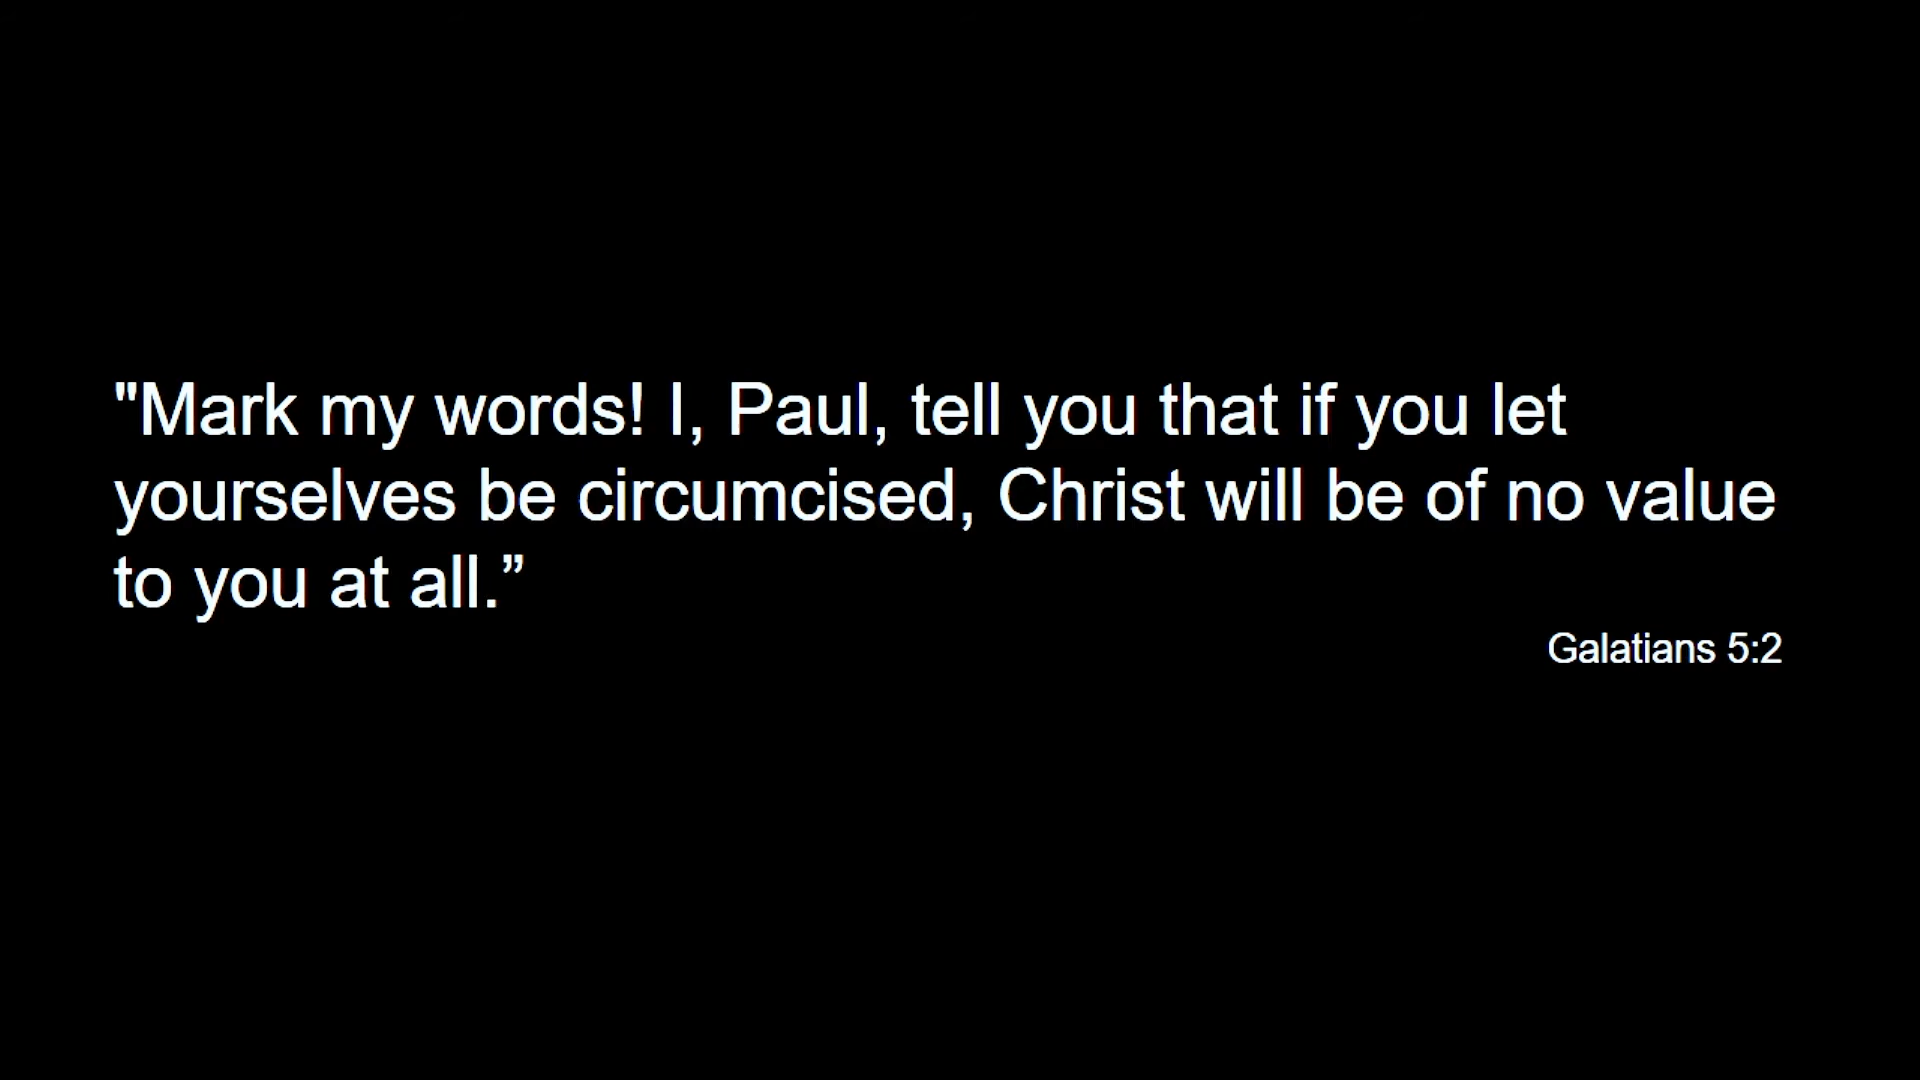 "Mark my words! I, Paul, tell you that if you let
yourselves be circumcised, Christ will be of no value
to you at all.”
Galatians 5:2